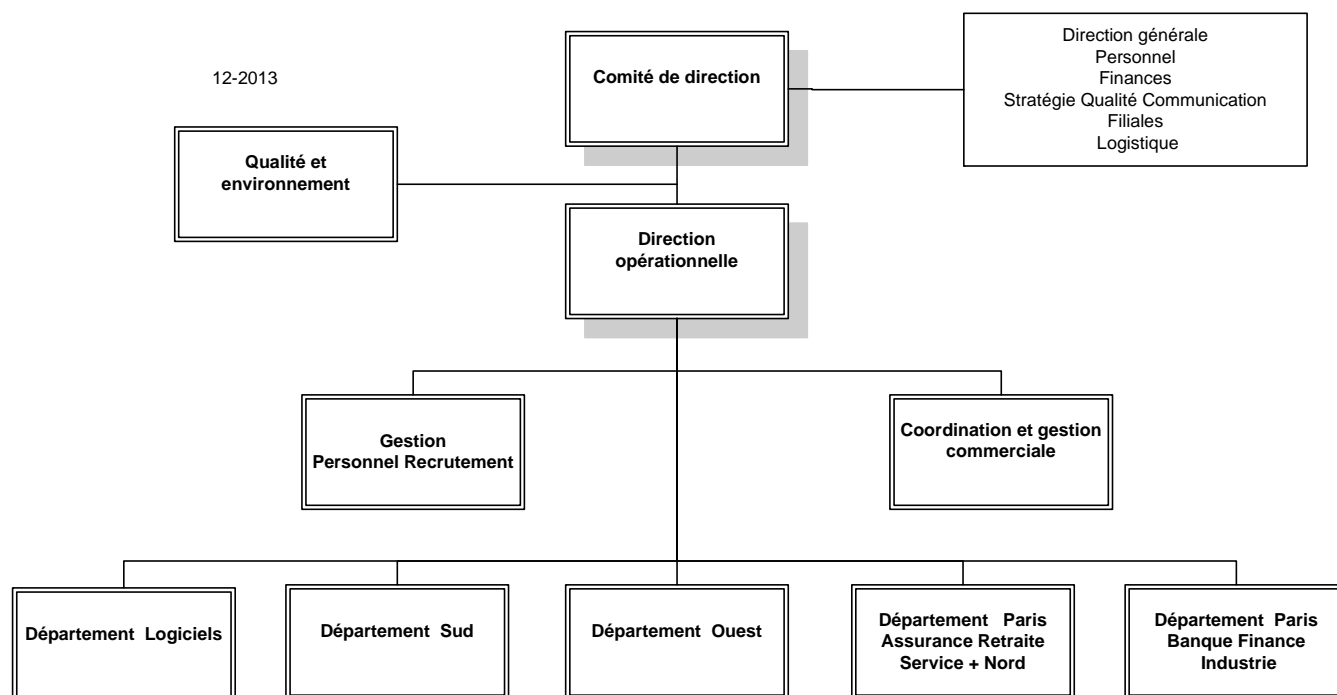 12-2013
Comité de direction
Direction générale
Personnel
Finances
Stratégie Qualité Communication
Filiales
Logistique
Qualité et
environnement
Direction
opérationnelle
Gestion
Personnel Recrutement
Coordination et gestion
commerciale
Département Logiciels
Département Sud
Département Ouest
Département Paris
Assurance Retraite
Service + Nord
Département Paris
Banque Finance
Industrie